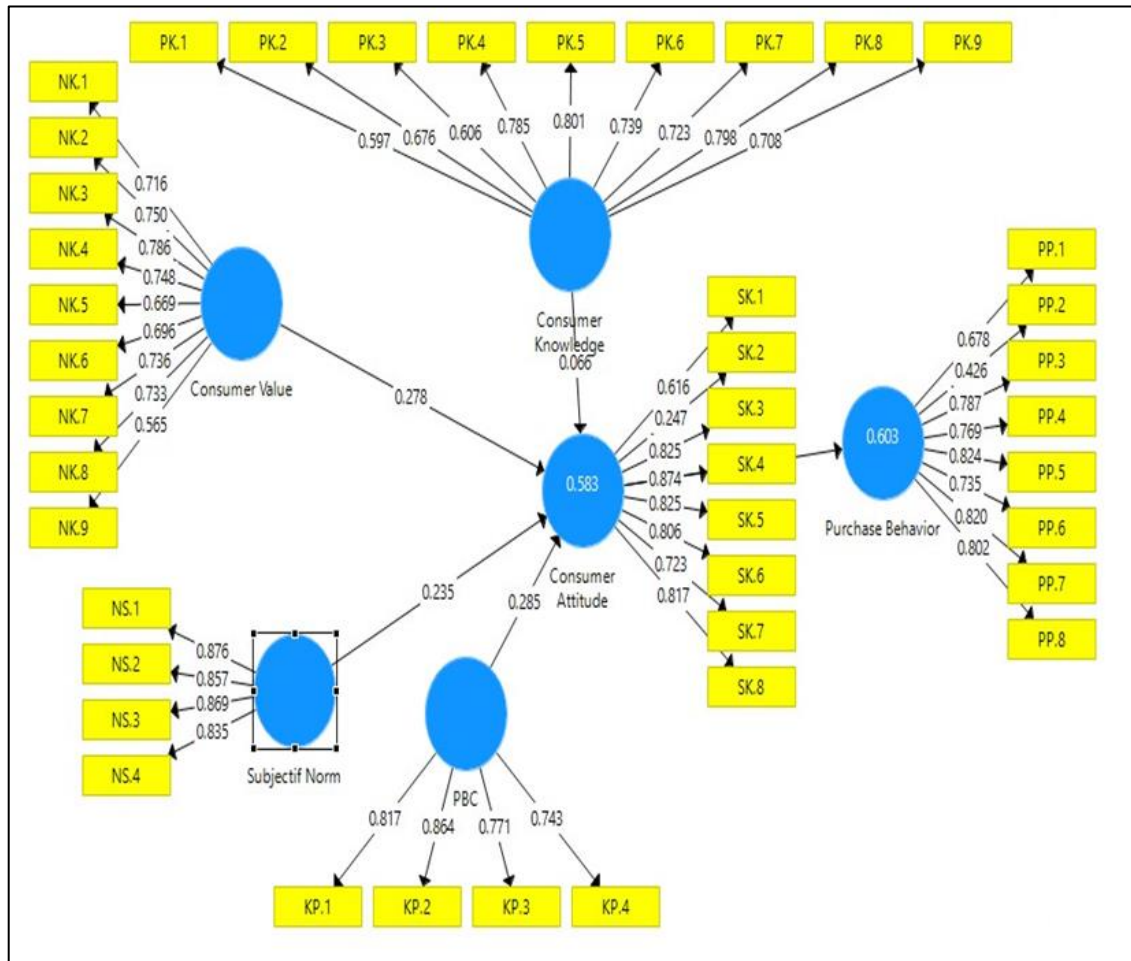 PK.1
PK.2
PK.3
PK.4
PK.5
PK.6
PK.7
PK.8
PK.9
0.597
0.676
0.606
0.785
0.801
0.739
0.723
0.798
0.708
NK.1
NK.2
NK.3
NK.4
NK.5
NK.6
NK.7
NK.8
NK.9
0.716
0.750
0.786
0.748
0.669
0.696
0.736
0.733
0.565
Consumer Value
Consumer
Knowledge
0.066
0.278
SK.1
SK.2
SK.3
SK.4
SK.5
SK.6
SK.7
SK.8
0.616
0.247
0.825
0.874
0.825
0.806
0.723
0.817
0.583
Consumer
Attitude
PP.1
PP.2
PP.3
PP.4
PP.5
PP.6
PP.7
PP.8
0.678
0.426
0.787
0.769
0.824
0.735
0.820
0.802
0.603
Purchase Behavior
0.235
0.285
NS.1
NS.2
NS.3
NS.4
0.876
0.857
0.869
0.835
Subjectif Norm
PBC
0.817
0.864
0.771
0.743
KP.1
KP.2
KP.3
KP.4